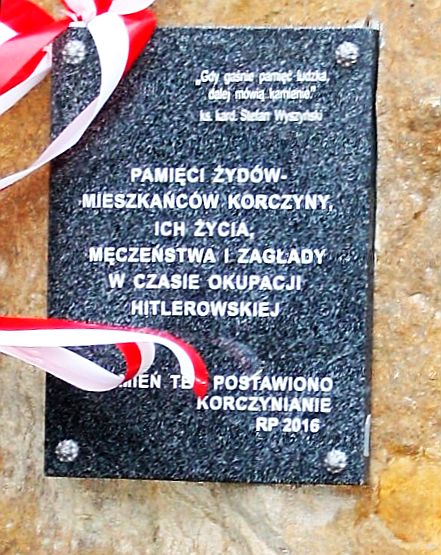 „Gdy gaśnie pamięć ludzka,
dalej mówią kamienie."
ks. kard. Stefan Wyszyński
PAMIĘCI ŻYDÓW-
MIESZKAŃCÓW KORCZYNY,
ICH ŻYCIA,
MĘCZEŃSTWA I ZAGŁADY
W CZASIE OKUPACJI
HITLEROWSKIEJ
POSTAWIONO
KORCZYNIANIE
RP 2016